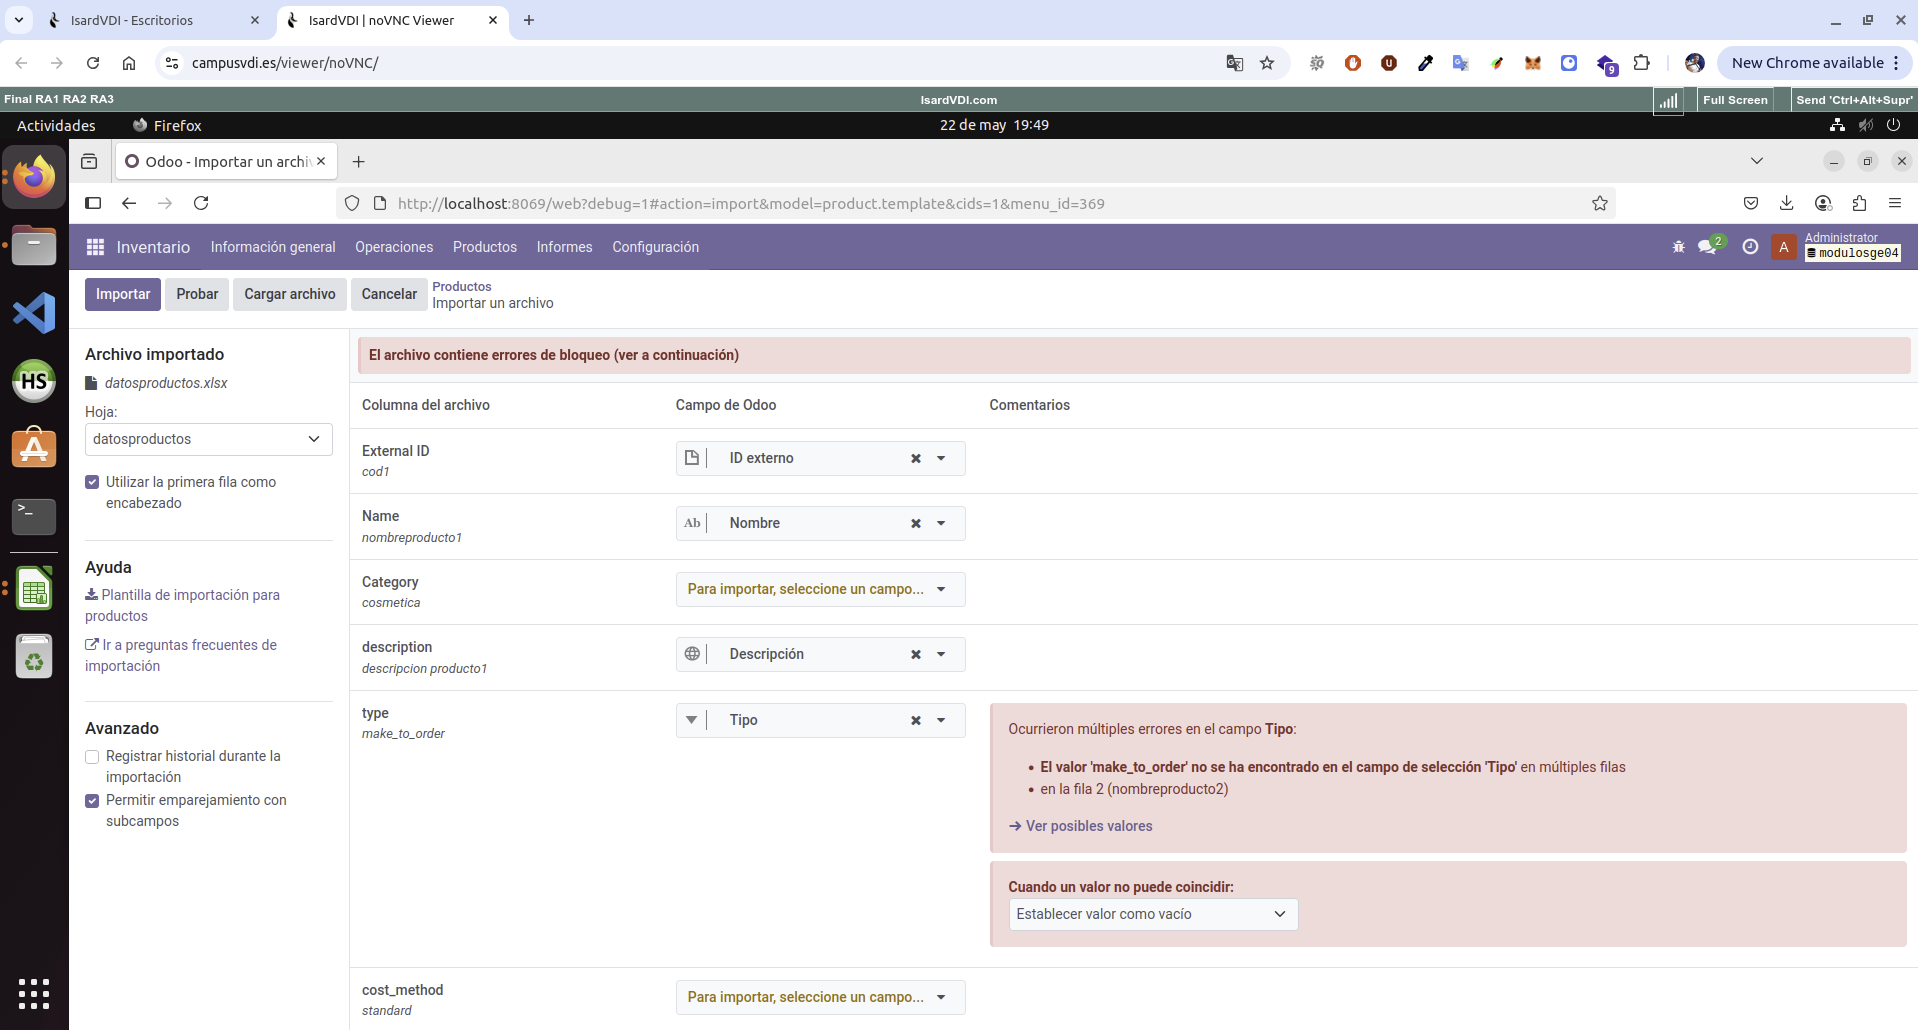 IsardVDI - Escritorios
IsardVDI | noVNC Viewer
campusvdi.es/viewer/noVNC/
9
New Chrome available
Final RA1 RA2 RA3
IsardVDI.com
Full Screen
Send 'Ctrl+Alt+Supr'
Actividades
Firefox
22 de may 19:49
Odoo - Importar un archi
http://localhost:8069/web?debug=1#action=import&model=product.template&cids=1&menu_id=369
Inventario
Información general
Operaciones
Productos
Informes
Configuración
2
A
Administrator
modulosge04
Importar
Probar
Cargar archivo
Cancelar
Productos
Importar un archivo
Archivo importado
datosproductos.xlsx
Hoja:
datosproductos
Utilizar la primera fila como
encabezado
Ayuda
Plantilla de importación para
productos
Ir a preguntas frecuentes de
importación
Avanzado
Registrar historial durante la
importación
Permitir emparejamiento con
subcampos
El archivo contiene errores de bloqueo (ver a continuación)
Columna del archivo
Campo de Odoo
Comentarios
External ID
cod1
ID externo
Name
nombreproducto1
Ab
Nombre
Category
cosmetica
Para importar, seleccione un campo...
description
descripcion producto1
Descripción
type
make_to_order
Tipo
Ocurrieron múltiples errores en el campo Tipo:
El valor 'make_to_order' no se ha encontrado en el campo de selección 'Tipo' en múltiples filas
en la fila 2 (nombreproducto2)
Ver posibles valores
Cuando un valor no puede coincidir:
Establecer valor como vacío
cost_method
standard
Para importar, seleccione un campo...
HS
>_